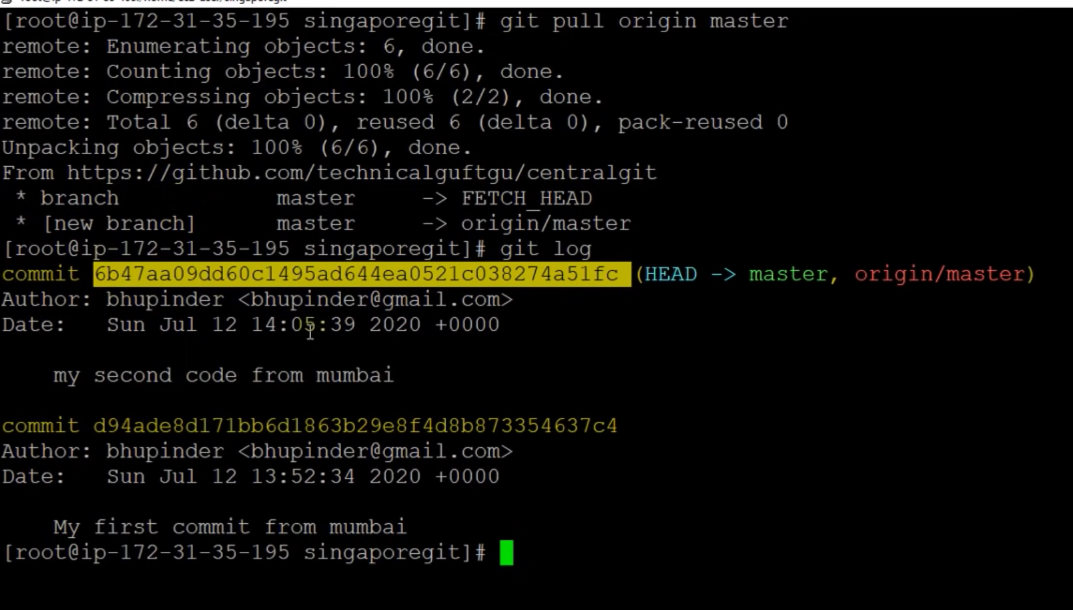 [root@ip-172-31-35-195 singaporegit]# git pull origin master
remote: Enumerating objects: 6, done.
remote: Counting objects: 100% (6/6), done.
remote: Compressing objects: 100% (2/2), done.
remote: Total 6 (delta 0), reused 6 (delta 0), pack-reused 0
Unpacking objects: 100% (6/6), done.
From https://github.com/technicalguftgu/centralgit
 * branch            master     -> FETCH_HEAD
 * [new branch]      master     -> origin/master
[root@ip-172-31-35-195 singaporegit]# git log
commit 6b47aa09dd60c1495ad644ea0521c038274a51fc (HEAD -> master, origin/master)
Author: bhupinder <bhupinder@gmail.com>
Date:   Sun Jul 12 14:05:39 2020 +0000
    my second code from mumbai
commit d94ade8d171bb6d1863b29e8f4d8b873354637c4
Author: bhupinder <bhupinder@gmail.com>
Date:   Sun Jul 12 13:52:34 2020 +0000
    My first commit from mumbai
[root@ip-172-31-35-195 singaporegit]#